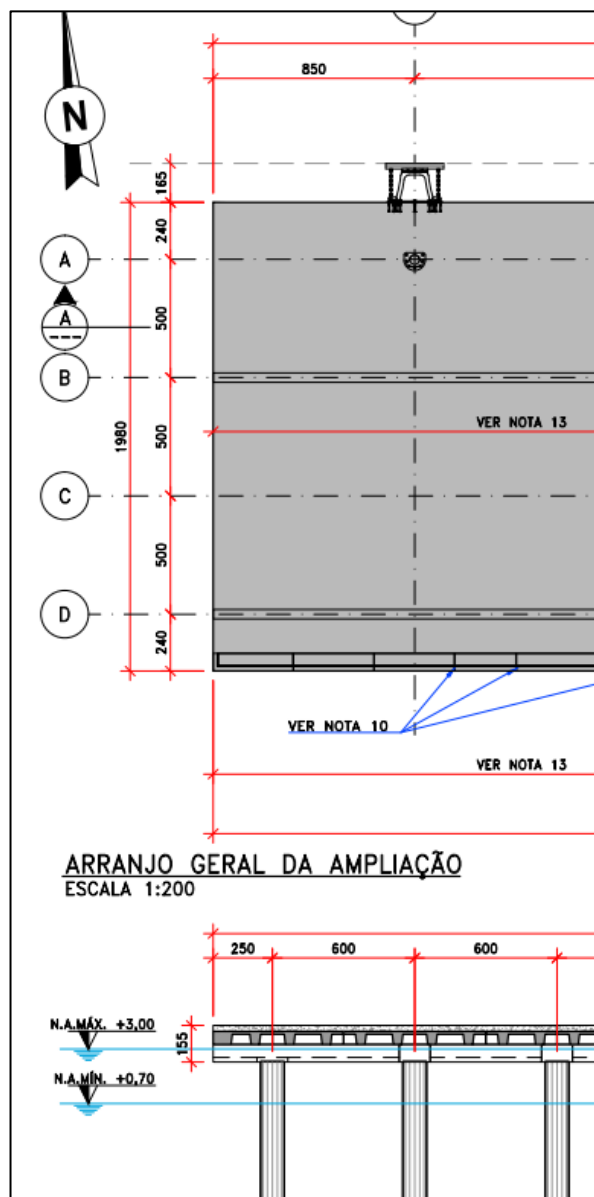 850
N
165
240
A
A
500
B
1980
500
VER NOTA 13
C
500
D
240
VER NOTA 10
VER NOTA 13
ARRANJO GERAL DA AMPLIAÇÃO
ESCALA 1:200
250
600
600
N.A.MÁX. +3,00
155
N.A.MÍN. +0,70